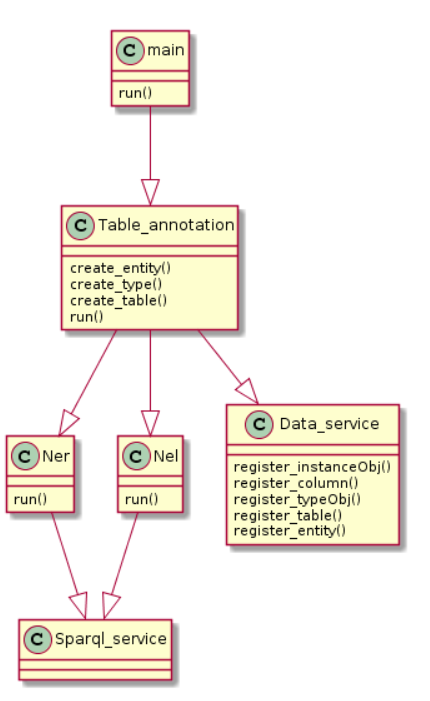 C main
run()
C Table_annotation
create_entity()
create_type()
create_table()
run()
C Ner
run()
C Nel
run()
C Data_service
register_instanceObj()
register_column()
register_typeObj()
register_table()
register_entity()
C Sparql_service